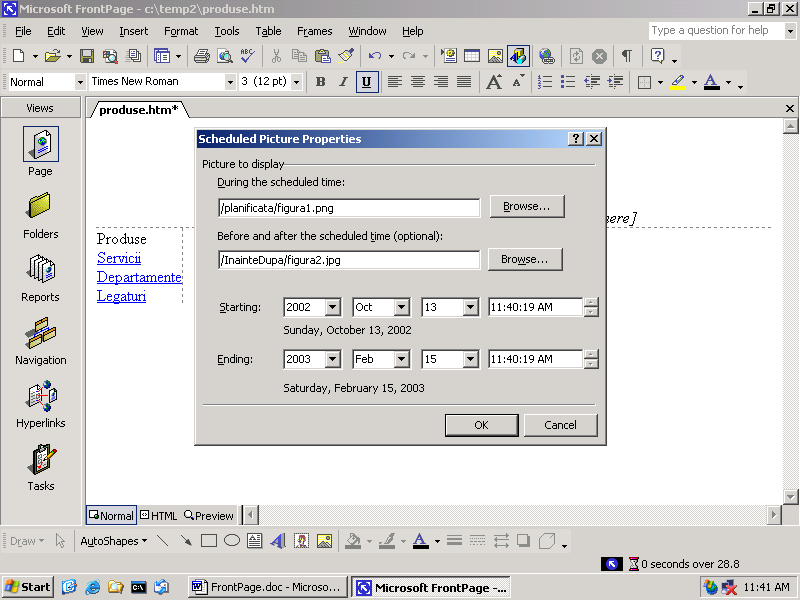 Microsoft FrontPage - c:\temp2\produse.htm
File Edit View Insert Format Tools Table Frames Window Help
Type a question for help
Normal Times New Roman 3 (12 pt) B I U
Views
produse.htm*
Page
Folders
Reports
Navigation
Hyperlinks
Tasks
Produse
Servicii
Departamente
Legaturi
here]
Scheduled Picture Properties
Picture to display
During the scheduled time:
/planificata/figura1.png Browse...
Before and after the scheduled time (optional):
/InainteDupa/figura2.jpg Browse...
Starting: 2002 Oct 13 11:40:19 AM
Sunday, October 13, 2002
Ending: 2003 Feb 15 11:40:19 AM
Saturday, February 15, 2003
OK Cancel
Normal HTML Preview
Draw AutoShapes
0 seconds over 28.8
Start FrontPage.doc - Microso... Microsoft FrontPage -... 11:41 AM